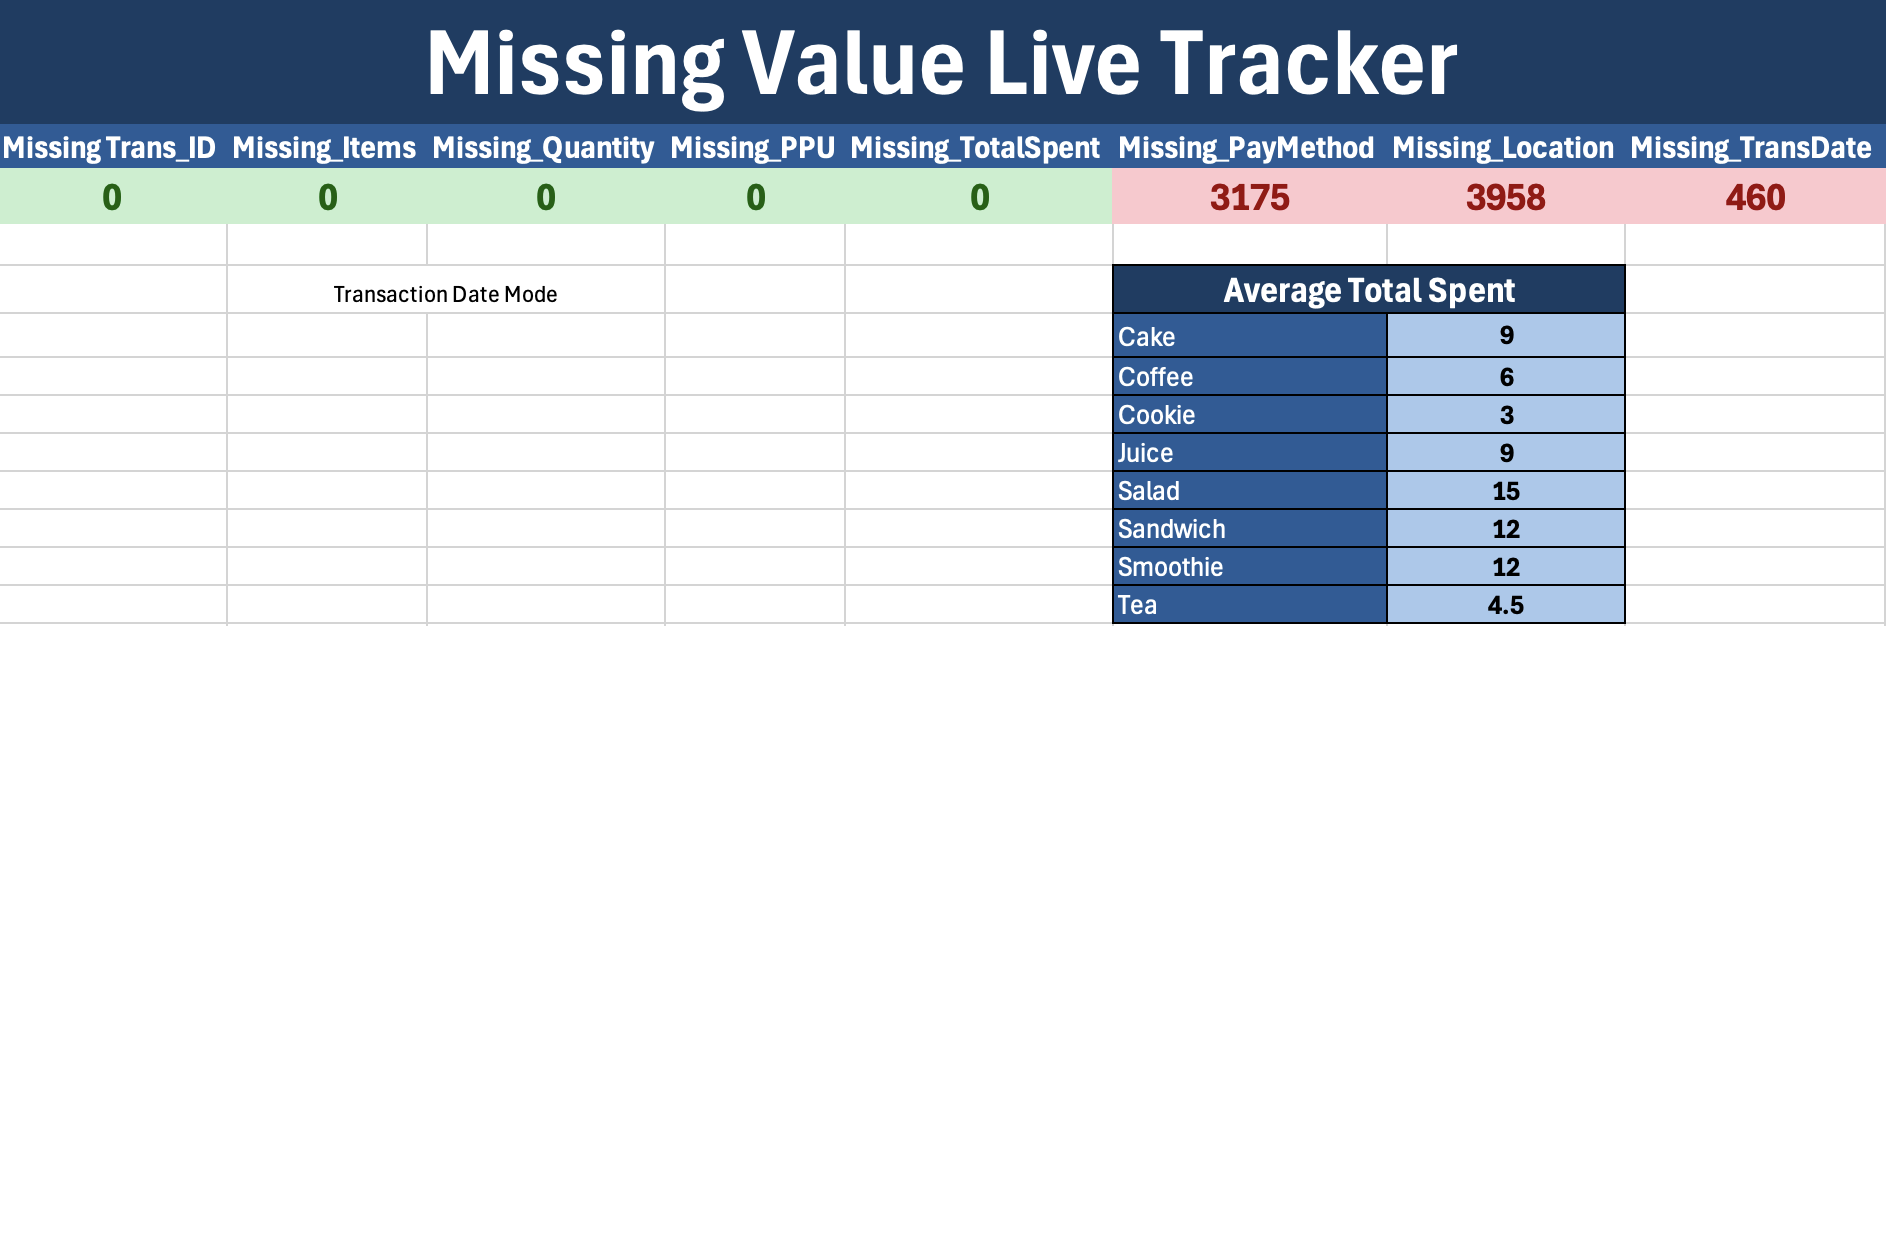 Missing Value Live Tracker
Missing Trans_ID Missing_Items Missing_Quantity Missing_PPU Missing_TotalSpent Missing_PayMethod Missing_Location Missing_TransDate
0 0 0 0 0 3175 3958 460
Transaction Date Mode Average Total Spent
Cake 9
Coffee 6
Cookie 3
Juice 9
Salad 15
Sandwich 12
Smoothie 12
Tea 4.5